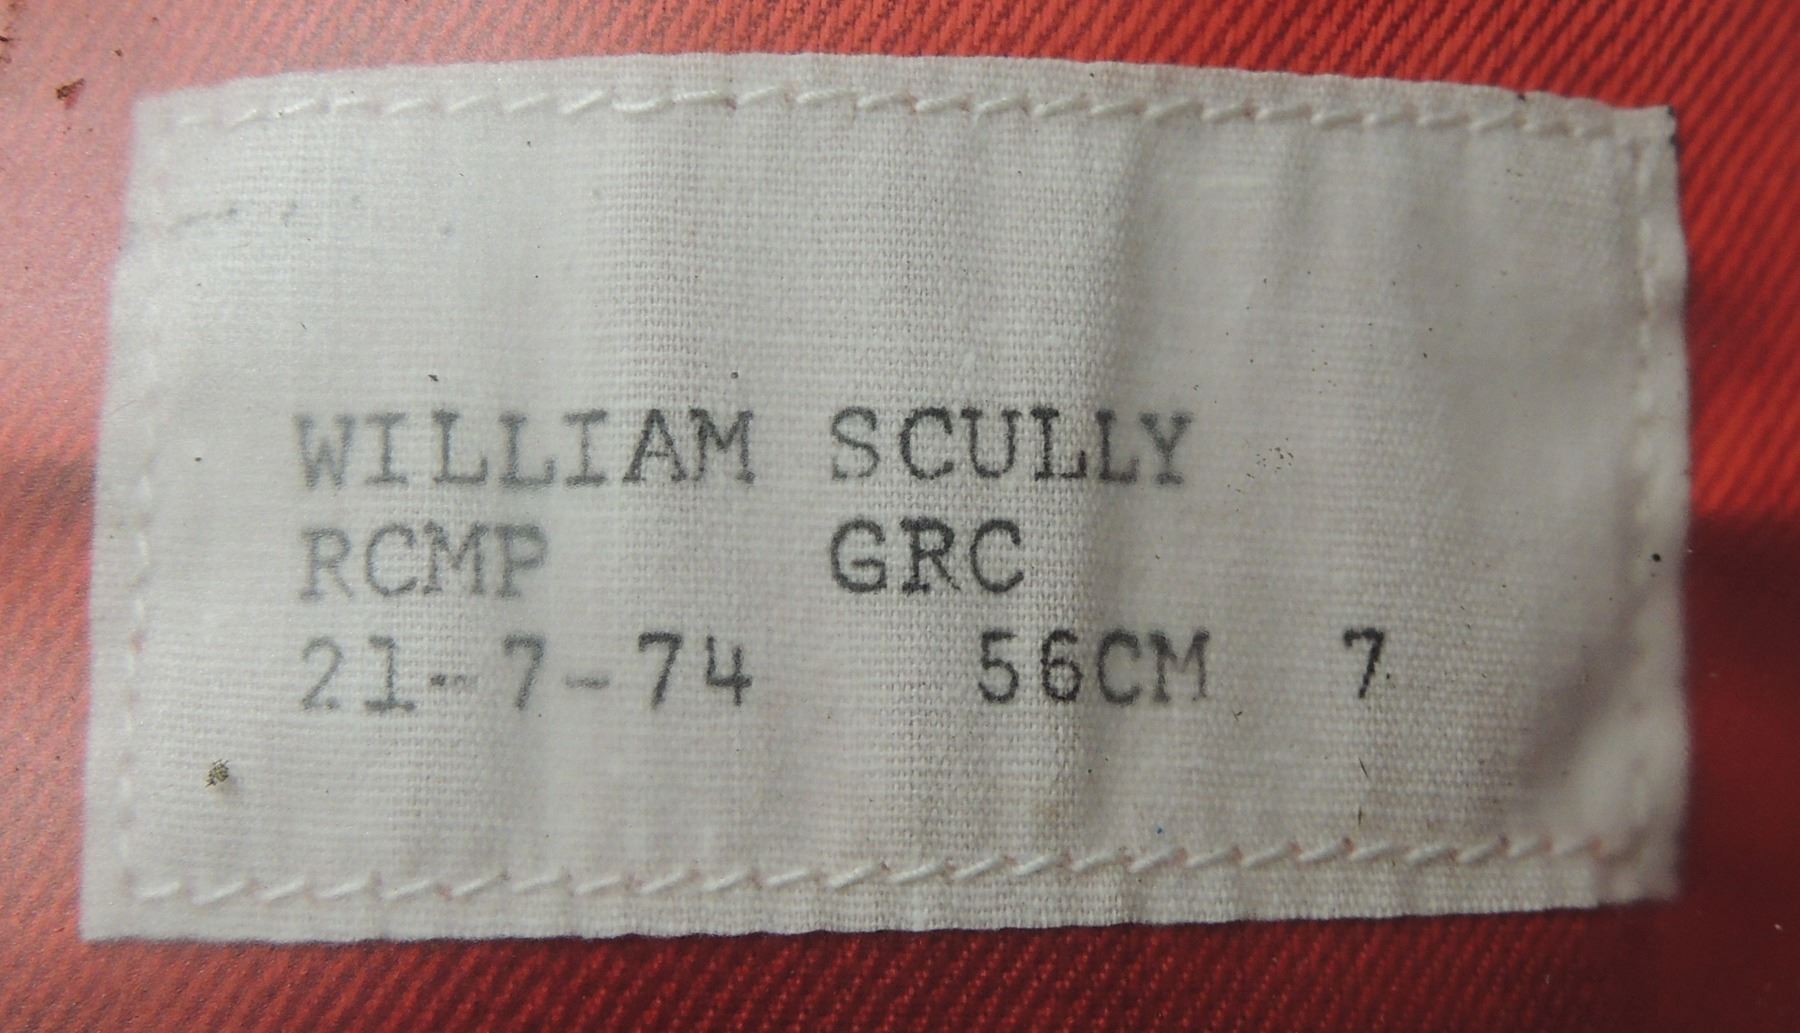 WILLIAM SCULLY
RCMP GRC
21-7-74 56CM 7